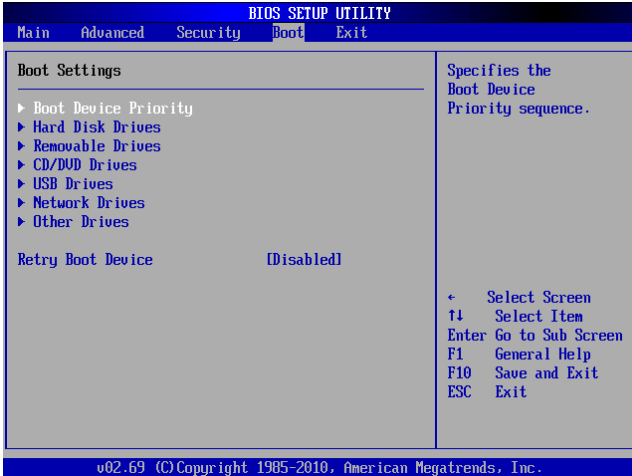 BIOS SETUP UTILITY
Main Advanced Security Boot Exit
Boot Settings
▶ Boot Device Priority
▶ Hard Disk Drives
▶ Removable Drives
▶ CD/DVD Drives
▶ USB Drives
▶ Network Drives
▶ Other Drives
Retry Boot Device [Disabled]
Specifies the
Boot Device
Priority sequence.
← Select Screen
↑↓ Select Item
Enter Go to Sub Screen
F1 General Help
F10 Save and Exit
ESC Exit
v02.69 (C)Copyright 1985-2010, American Megatrends, Inc.